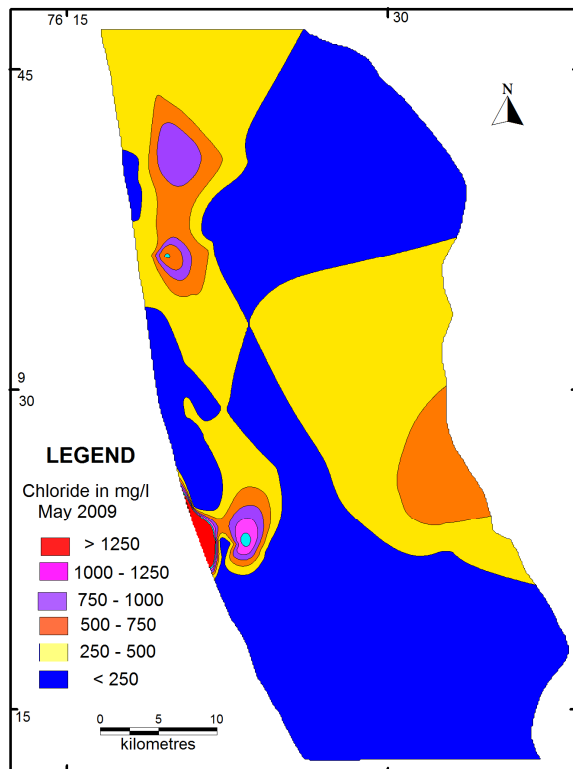 76 15
30
45
N
9
30
LEGEND
Chloride in mg/l
May 2009
> 1250
1000 - 1250
750 - 1000
500 - 750
250 - 500
< 250
15
0 5 10
kilometres